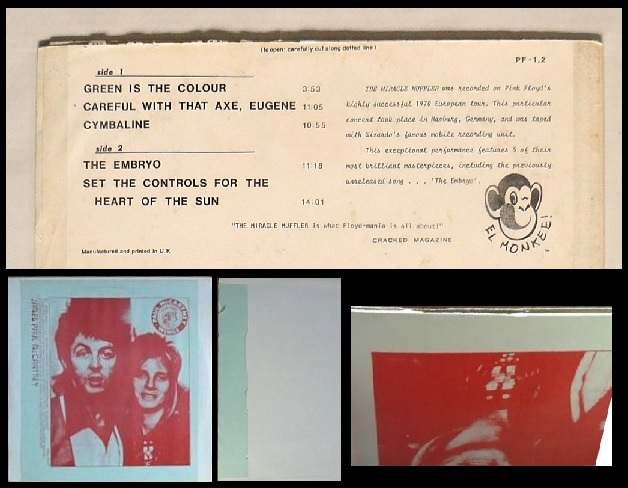 (to open: carefully cut along dotted line)
PF-1,2
side 1
GREEN IS THE COLOUR 3:53
CAREFUL WITH THAT AXE, EUGENE 11:05
CYMBALINE 10:55
side 2
THE EMBRYO 11:18
SET THE CONTROLS FOR THE
HEART OF THE SUN 14:01
THE MIRACLE MUFFLER was recorded on Pink Floyd's
highly successful 1970 European tour. This particular
concert took place in Hamburg, Germany, and was taped
with Wizardo's famous mobile recording unit.
This exceptional performance features 5 of their
most brilliant masterpieces, including the previously
unreleased song . . . 'The Embryo'.
EL MONKEE!
"THE MIRACLE MUFFLER is what Floyd-mania is all about!"
CRACKED MAGAZINE
Manufactured and printed in U.K
PAUL McCARTNEY
WINGS